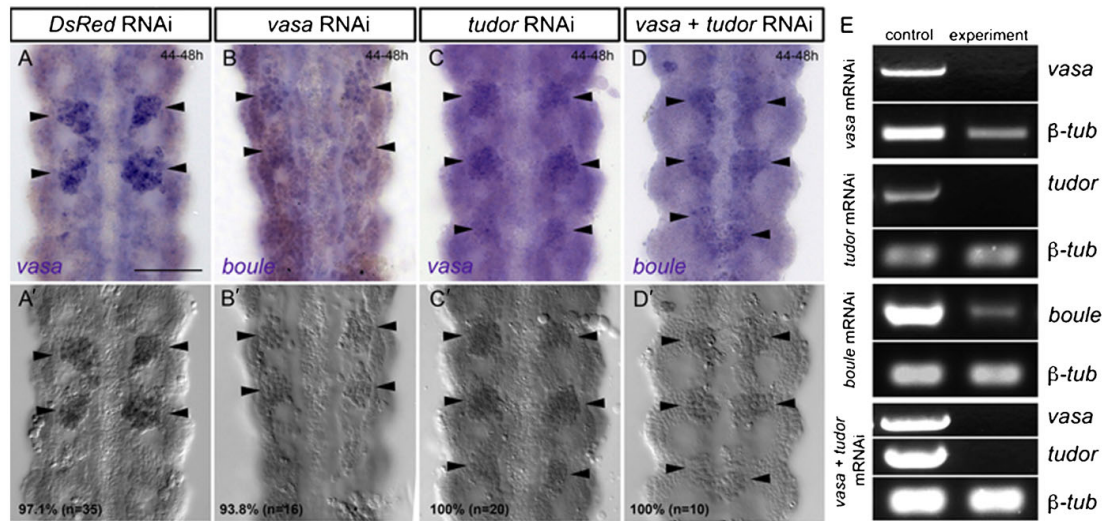 DsRed RNAi
vasa RNAi
tudor RNAi
vasa + tudor RNAi
A
44-48h
vasa
B
44-48h
boule
C
44-48h
vasa
D
44-48h
boule
A′
97.1% (n=35)
B′
93.8% (n=16)
C′
100% (n=20)
D′
100% (n=10)
E
control
experiment
vasa mRNAi
vasa
β-tub
tudor mRNAi
tudor
β-tub
boule mRNAi
boule
β-tub
vasa + tudor
mRNAi
vasa
tudor
β-tub